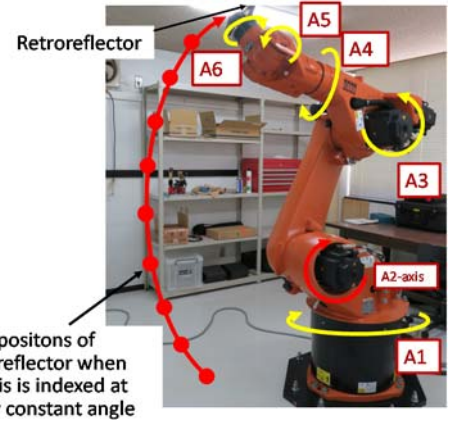 Retroreflector
A5
A4
A6
A3
A2-axis
A1
positons of
reflector when
is is indexed at
constant angle